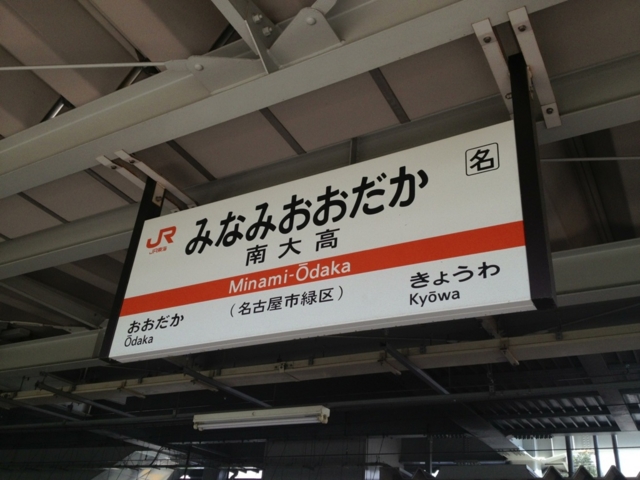 名
JR
JR東海
みなみおおだか
南大高
Minami-Ōdaka
(名古屋市緑区)
おおだか
Ōdaka
きょうわ
Kyōwa